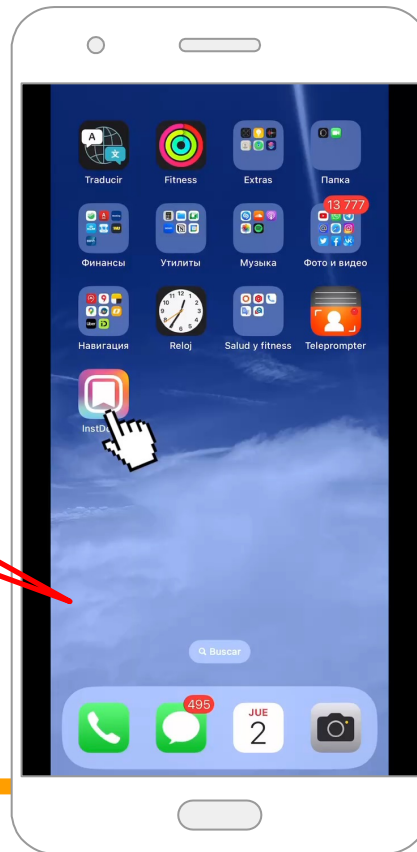 Traducir
Fitness
Extras
Папка
13 777
Финансы
Утилиты
Музыка
Фото и видео
Навигация
Reloj
Salud y fitness
Teleprompter
Buscar
495
JUE
2